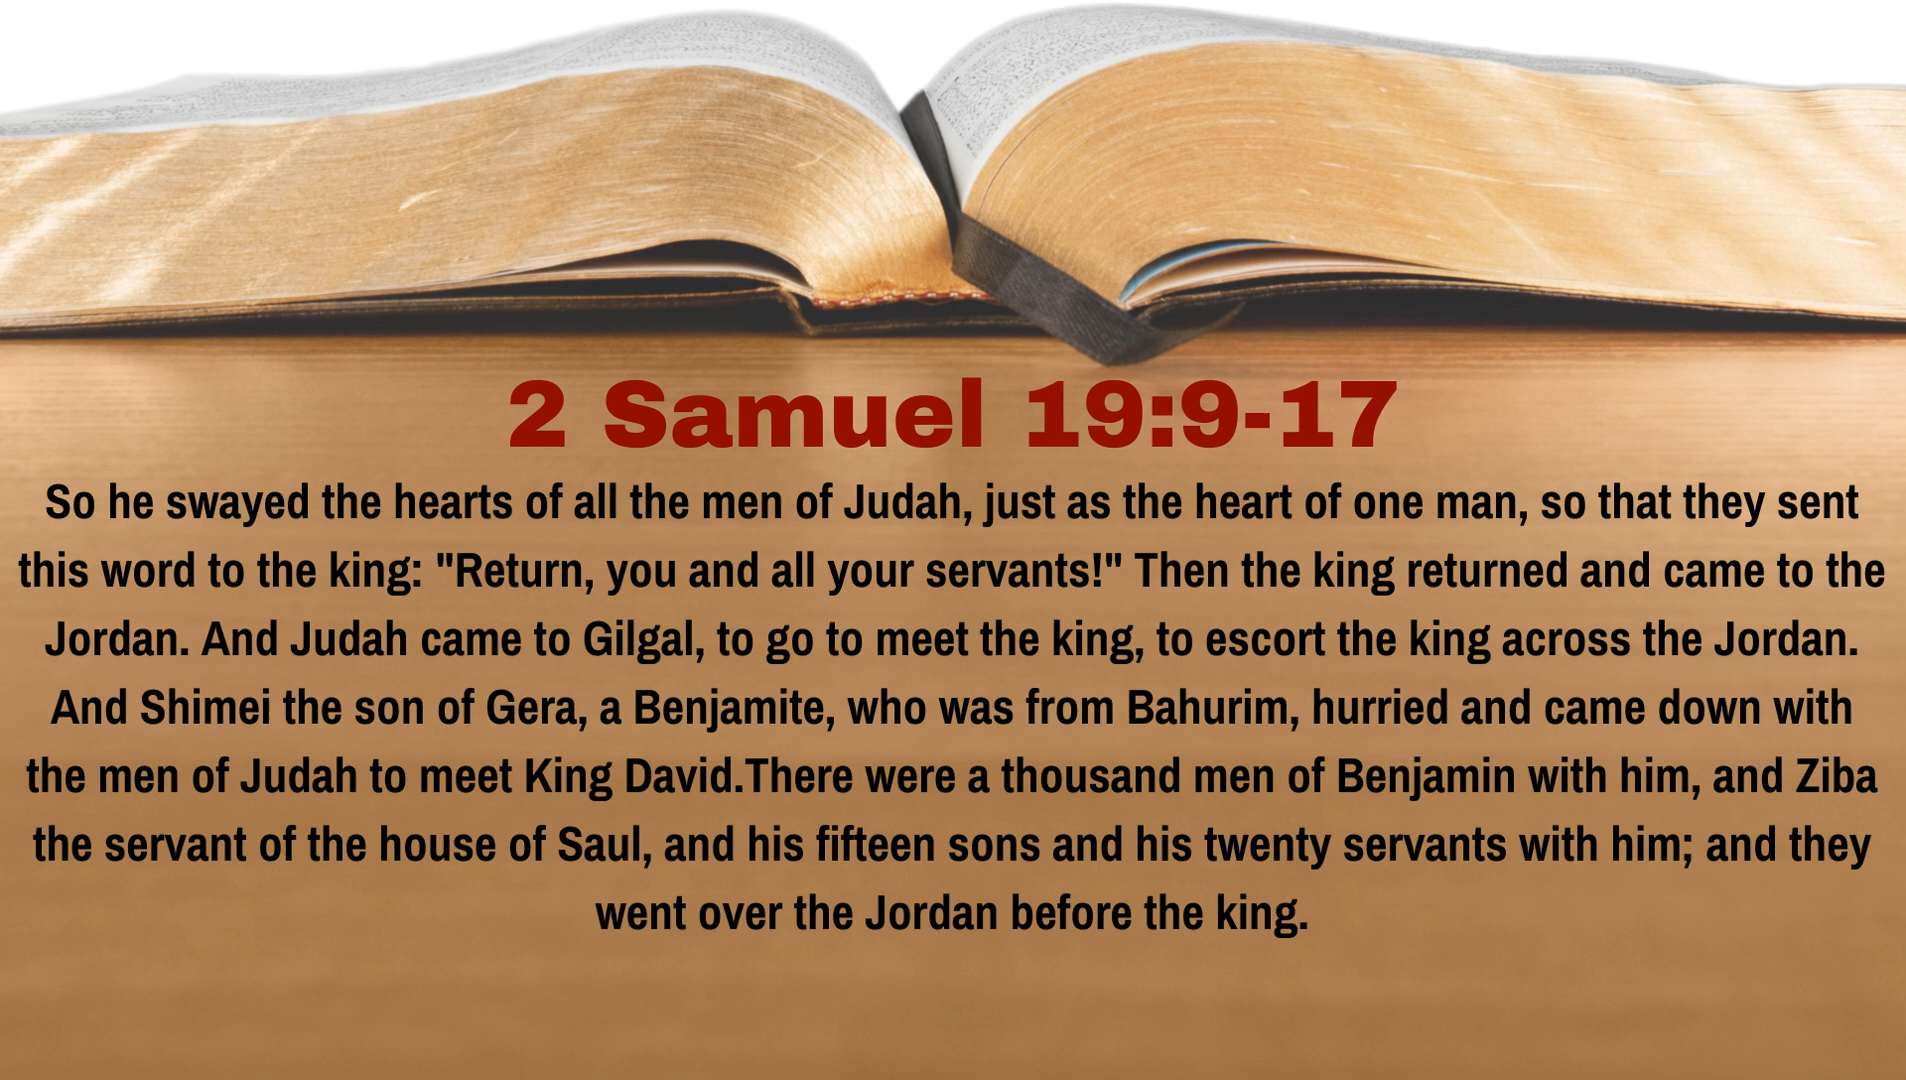 2 Samuel 19:9-17
So he swayed the hearts of all the men of Judah, just as the heart of one man, so that they sent
this word to the king: "Return, you and all your servants!" Then the king returned and came to the
Jordan. And Judah came to Gilgal, to go to meet the king, to escort the king across the Jordan.
And Shimei the son of Gera, a Benjamite, who was from Bahurim, hurried and came down with
the men of Judah to meet King David.There were a thousand men of Benjamin with him, and Ziba
the servant of the house of Saul, and his fifteen sons and his twenty servants with him; and they
went over the Jordan before the king.